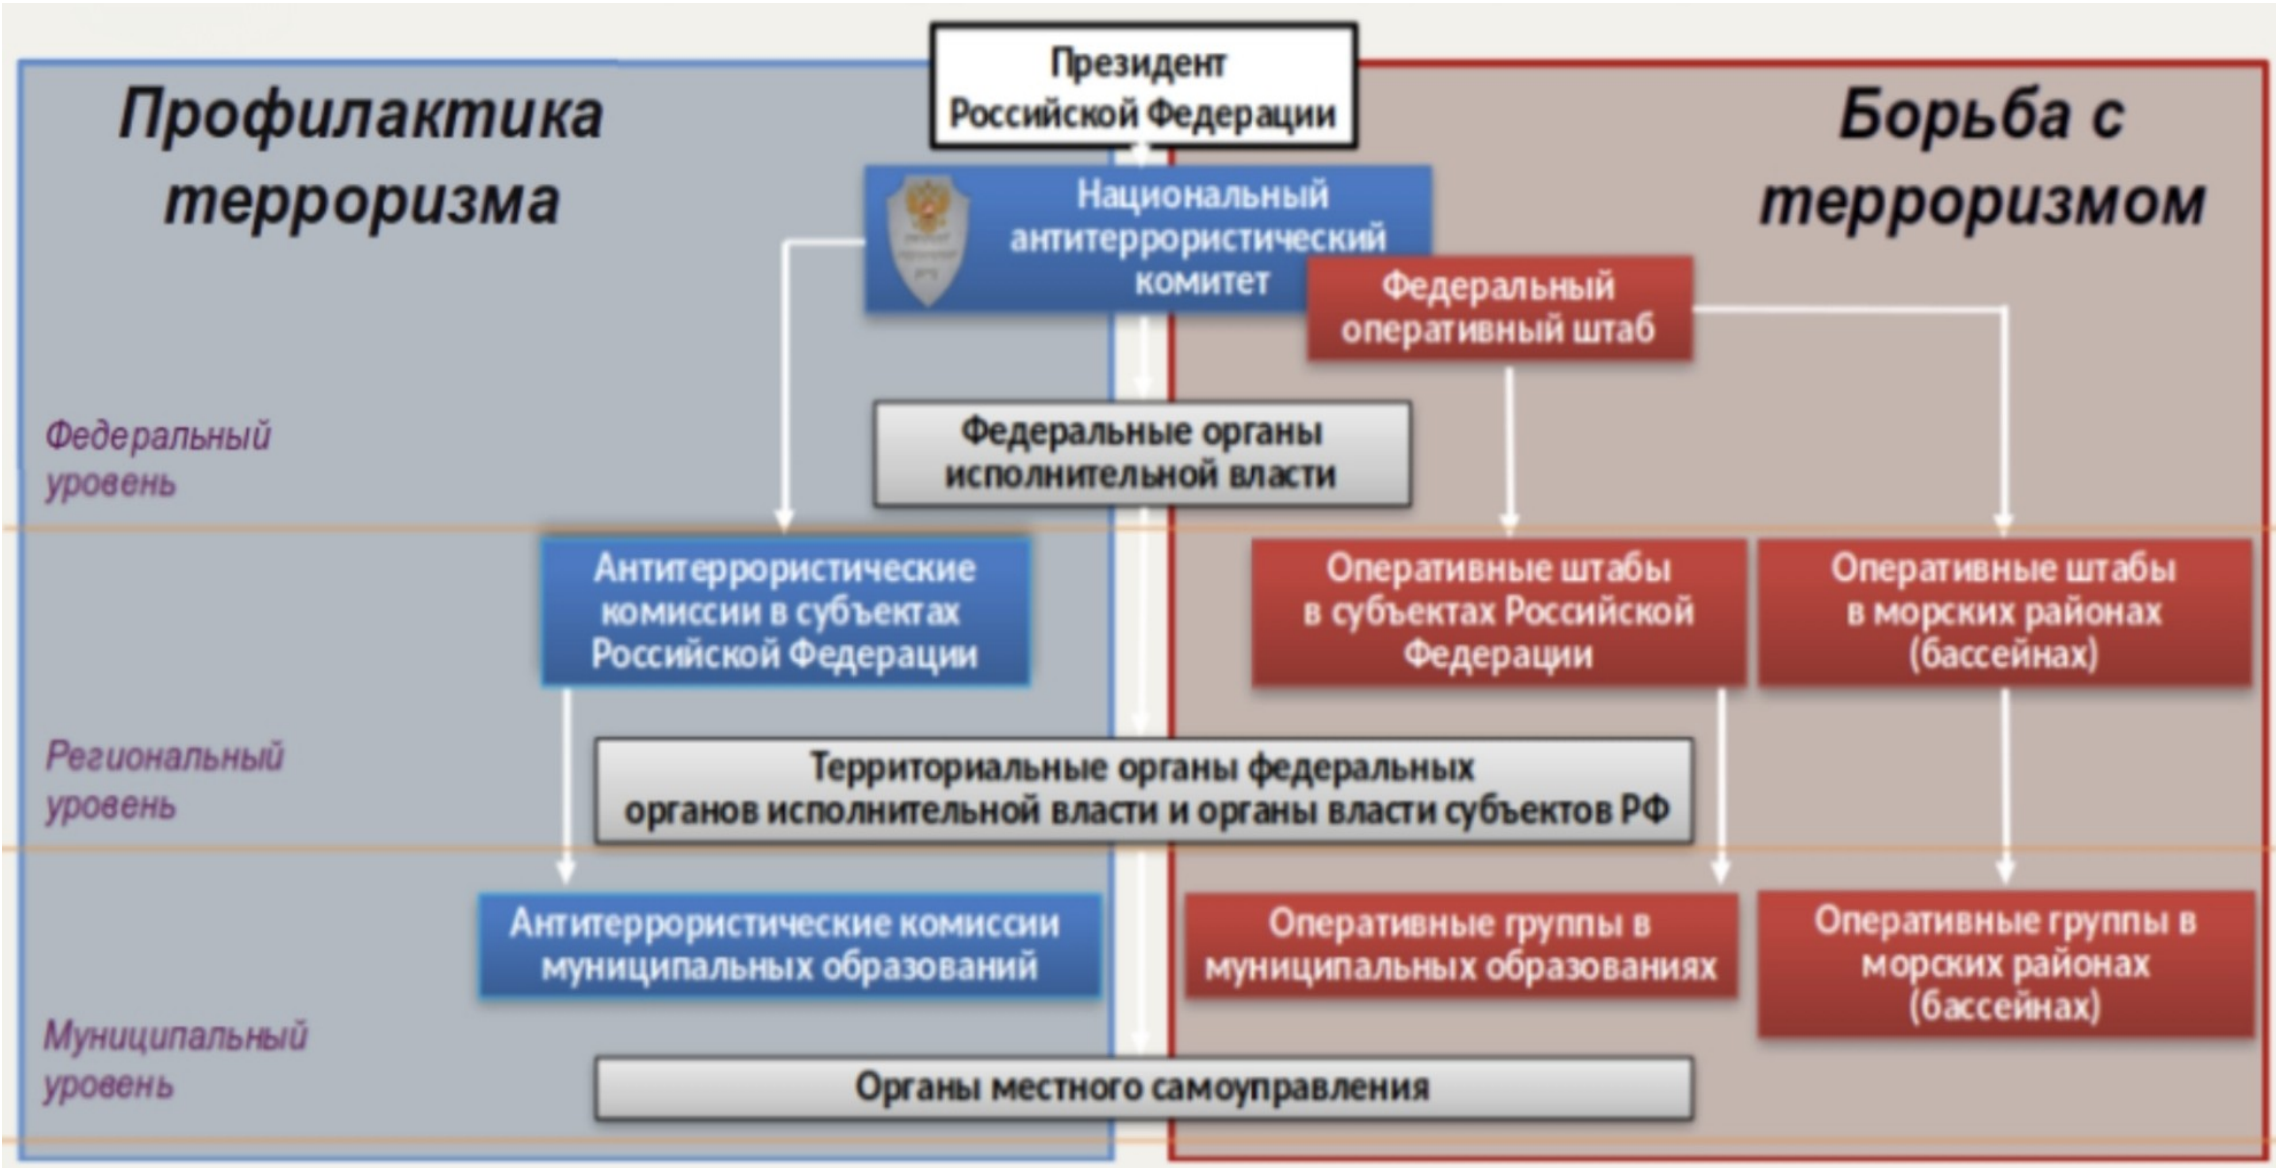 Президент
Российской Федерации
Профилактика
терроризма
Борьба с
терроризмом
Национальный
антитеррористический
комитет
Федеральный
оперативный штаб
Федеральный
уровень
Федеральные органы
исполнительной власти
Антитеррористические
комиссии в субъектах
Российской Федерации
Оперативные штабы
в субъектах Российской
Федерации
Оперативные штабы
в морских районах
(бассейнах)
Региональный
уровень
Территориальные органы федеральных
органов исполнительной власти и органы власти субъектов РФ
Антитеррористические комиссии
муниципальных образований
Оперативные группы в
муниципальных образованиях
Оперативные группы в
морских районах
(бассейнах)
Муниципальный
уровень
Органы местного самоуправления